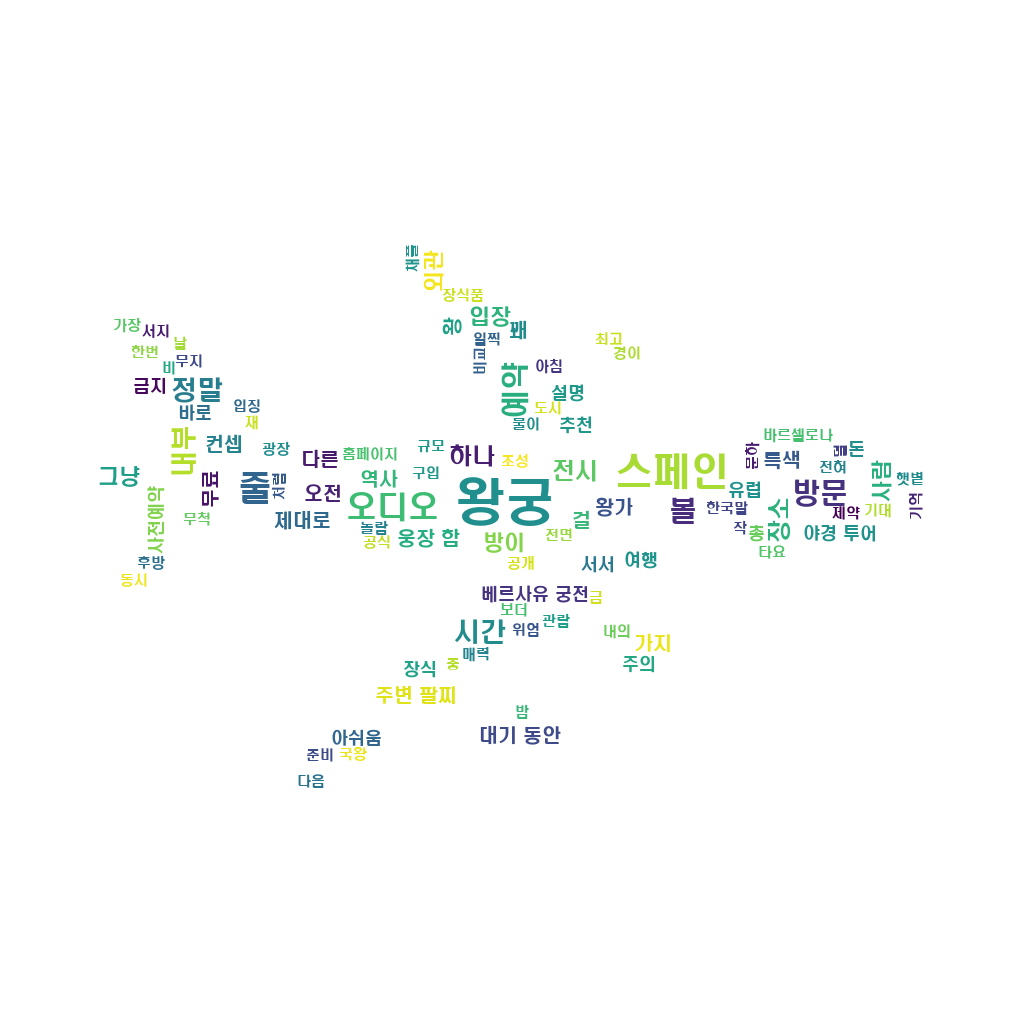 채플
외관
장식품
왕
입장
꽤
일찍
비교
가장
서지
날
한번
비
무지
최고
경이
금지
정말
예약
아침
설명
바로
입징
재
도시
물이
추천
내부
컨셉
광장
규모
하나
다른
홈페이지
조성
바르셀로나
문화
특색
돈
그냥
무료
줄
처럼
역사
구입
전시
스페인
유럽
전혀
사람
햇볕
사전예약
무척
오전
제대로
오디오
왕궁
걸
왕가
볼
한국말
작
총
장소
방문
제약
기대
기억
놀람
공식
웅장 함
방이
전면
야경 투어
타요
후방
동시
공개
서서
여행
베르사유 궁전
금
보더
시간
위엄
관람
내의
가지
매력
주의
장식
중
주변 팔찌
밤
아쉬움
대기 동안
준비
국왕
다음